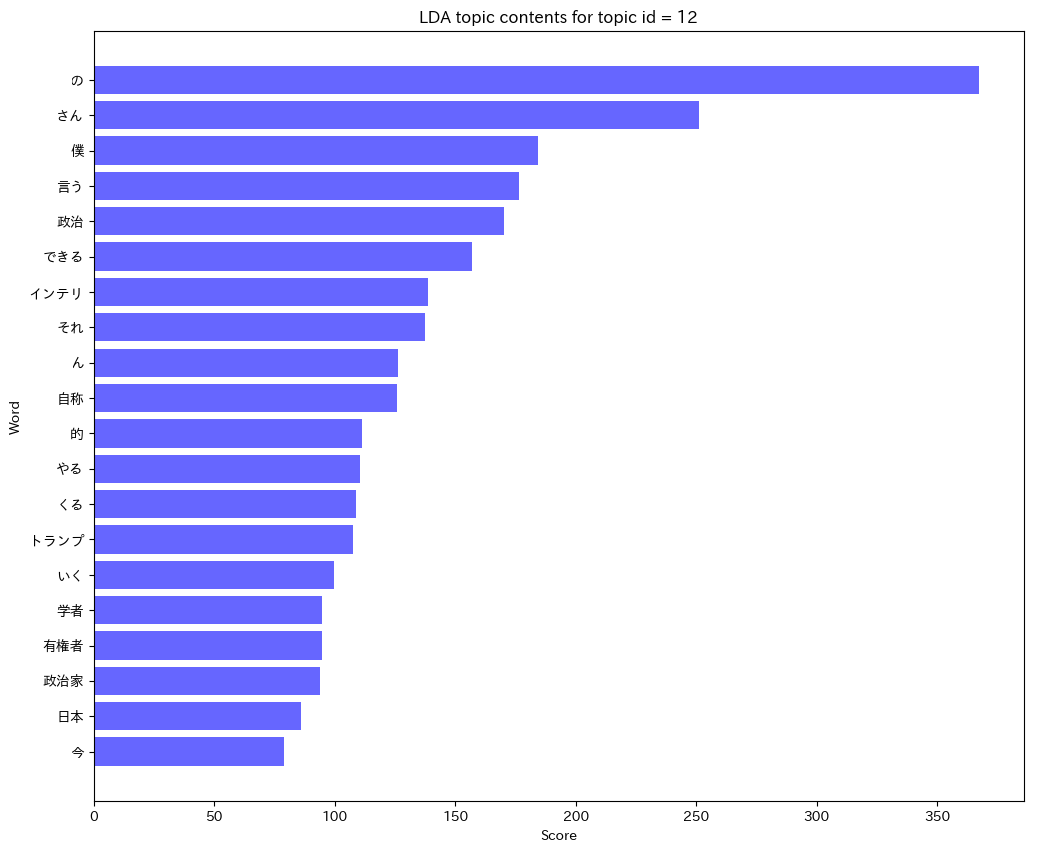 LDA topic contents for topic id = 12
の
さん
僕
言う
政治
できる
インテリ
それ
ん
自称
的
やる
くる
トランプ
いく
学者
有権者
政治家
日本
今
Word
0 50 100 150 200 250 300 350
Score